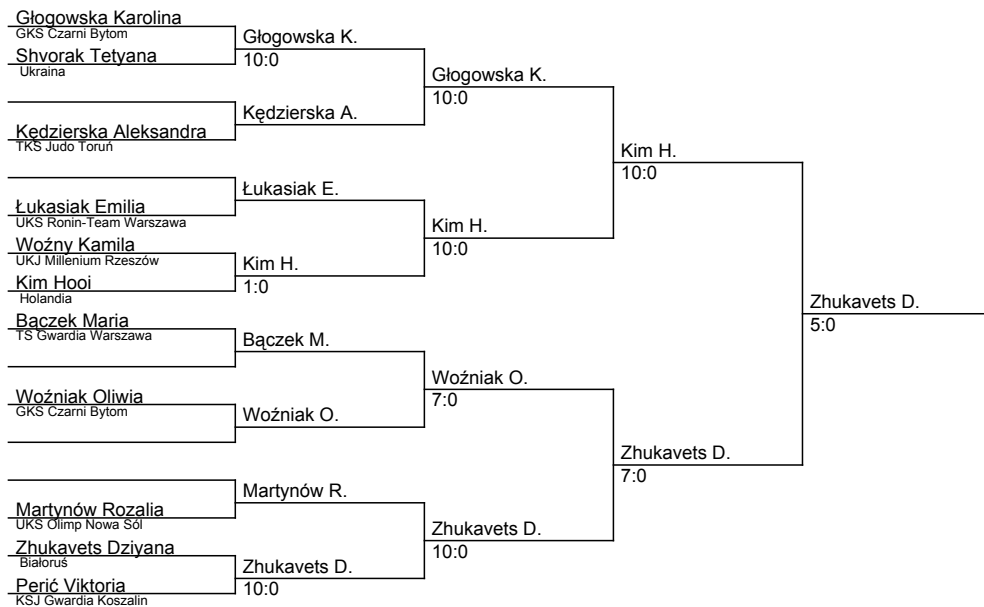 Głogowska Karolina
GKS Czarni Bytom
Shvorak Tetyana
Ukraina
Kędzierska Aleksandra
TKS Judo Toruń
Łukasiak Emilia
UKS Ronin-Team Warszawa
Woźny Kamila
UKJ Millenium Rzeszów
Kim Hooi
Holandia
Bączek Maria
TS Gwardia Warszawa
Woźniak Oliwia
GKS Czarni Bytom
Martynów Rozalia
UKS Olimp Nowa Sól
Zhukavets Dziyana
Białoruś
Perić Viktoria
KSJ Gwardia Koszalin
Głogowska K.
10:0
Kędzierska A.
Łukasiak E.
Kim H.
1:0
Bączek M.
Woźniak O.
Martynów R.
Zhukavets D.
10:0
Głogowska K.
10:0
Kim H.
10:0
Woźniak O.
7:0
Zhukavets D.
10:0
Kim H.
10:0
Zhukavets D.
7:0
Zhukavets D.
5:0